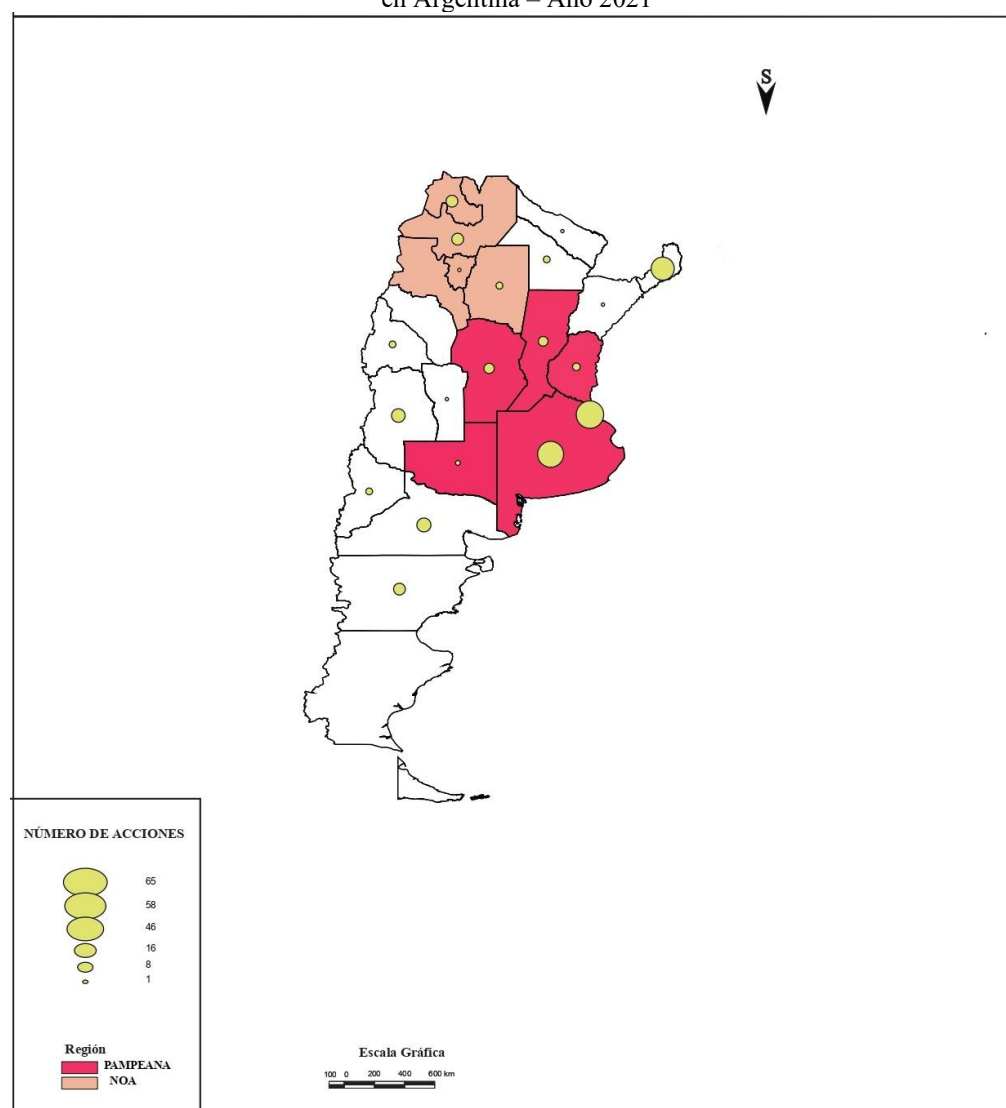 en Argentina – Año 2021
S
NÚMERO DE ACCIONES
65
58
46
16
8
1
Región
PAMPEANA
NOA
Escala Gráfica
100 0 200 400 600 km